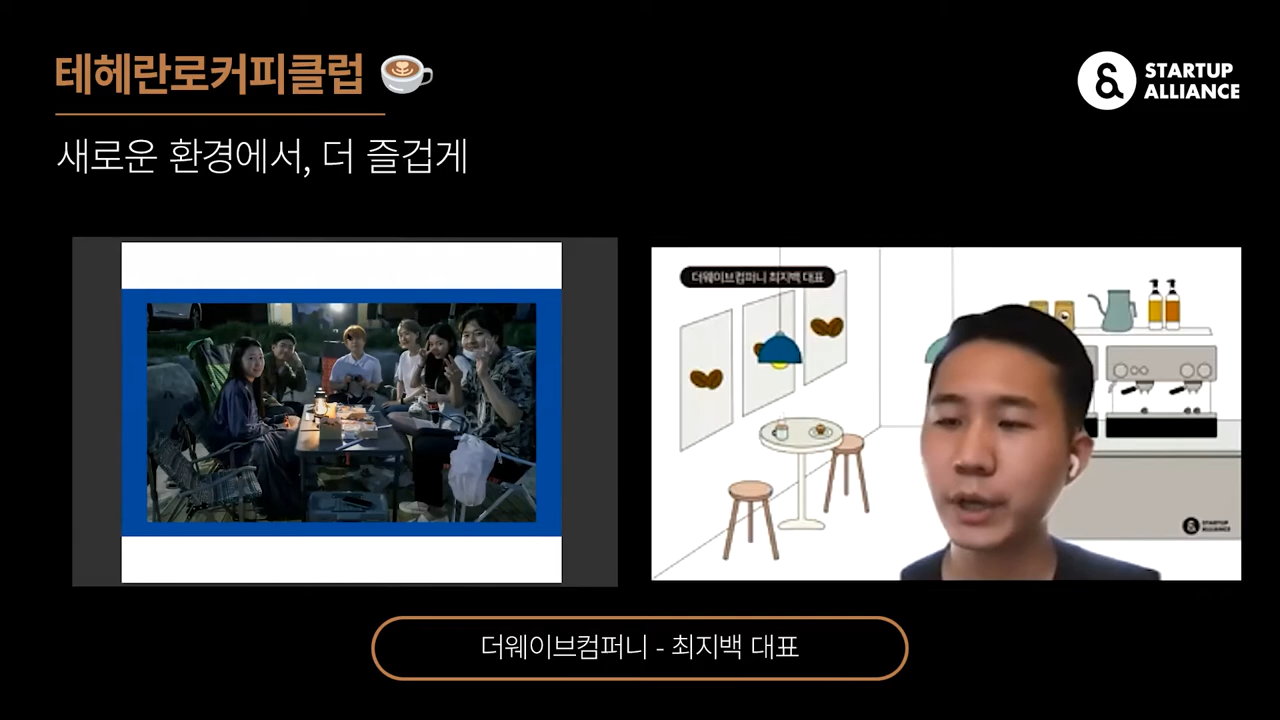 테헤란로커피클럽
STARTUP
ALLIANCE
새로운 환경에서, 더 즐겁게
더웨이브컴퍼니 최지백 대표
STARTUP
ALLIANCE
더웨이브컴퍼니 - 최지백 대표